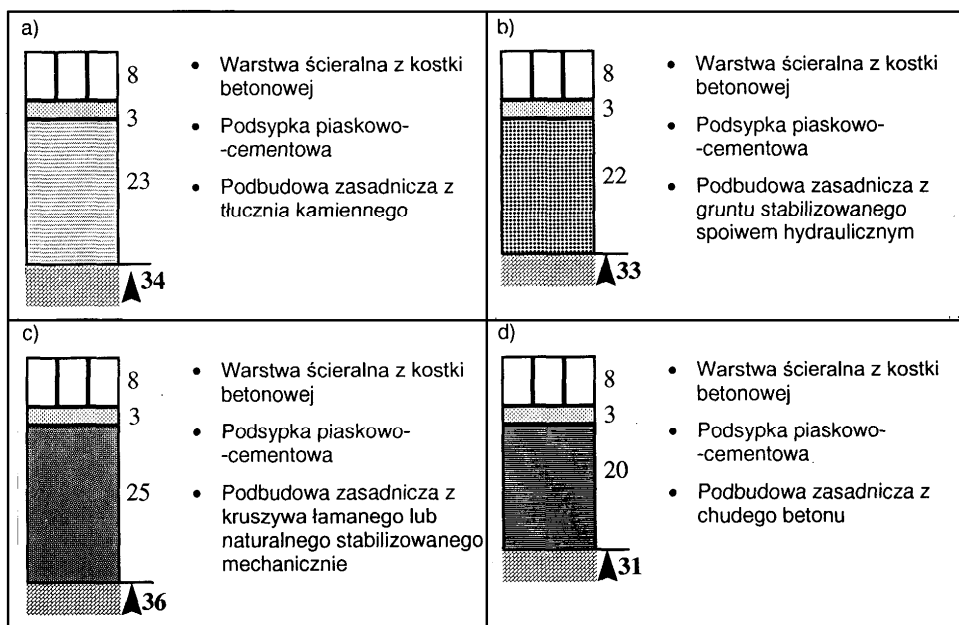 a)
8
3
23
34
• Warstwa ścieralna z kostki
betonowej
• Podsypka piaskowo-
-cementowa
• Podbudowa zasadnicza z
tłucznia kamiennego
b)
8
3
22
33
• Warstwa ścieralna z kostki
betonowej
• Podsypka piaskowo-
-cementowa
• Podbudowa zasadnicza z
gruntu stabilizowanego
spoiwem hydraulicznym
c)
8
3
25
36
• Warstwa ścieralna z kostki
betonowej
• Podsypka piaskowo-
-cementowa
• Podbudowa zasadnicza z
kruszywa łamanego lub
naturalnego stabilizowanego
mechanicznie
d)
8
3
20
31
• Warstwa ścieralna z kostki
betonowej
• Podsypka piaskowo-
-cementowa
• Podbudowa zasadnicza z
chudego betonu